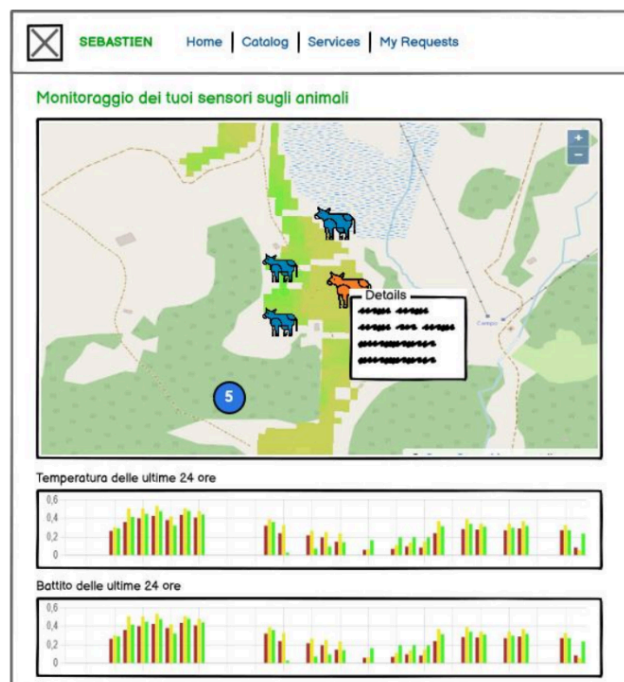 SEBASTIEN Home Catalog Services My Requests
Monitoraggio dei tuoi sensori sugli animali
+
−
Details
5
Temperatura delle ultime 24 ore
0,6
0,4
0,2
0
Battito delle ultime 24 ore
0,6
0,4
0,2
0